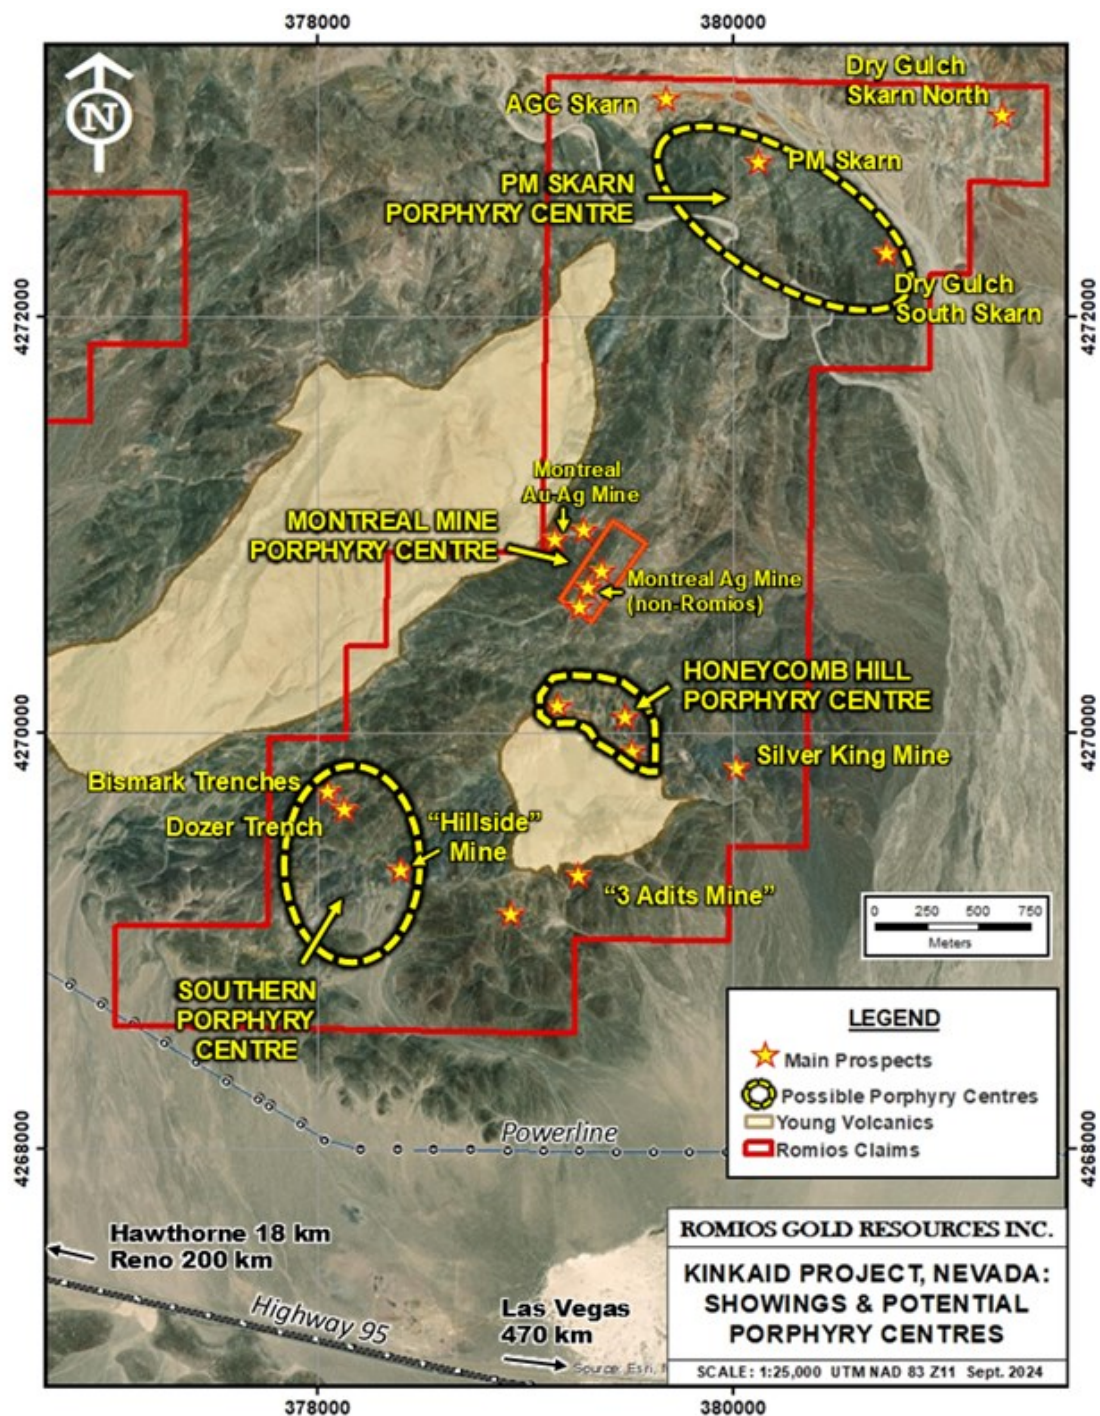 378000
380000
N
AGC Skarn
Dry Gulch
Skarn North
PM Skarn
PM SKARN
PORPHYRY CENTRE
Dry Gulch
South Skarn
4272000
4272000
Montreal
Au-Ag Mine
MONTREAL MINE
PORPHYRY CENTRE
Montreal Ag Mine
(non-Romios)
HONEYCOMB HILL
PORPHYRY CENTRE
4270000
4270000
Silver King Mine
Bismark Trenches
Dozer Trench
“Hillside”
Mine
“3 Adits Mine”
0 250 500 750
Meters
SOUTHERN
PORPHYRY
CENTRE
LEGEND
Main Prospects
Possible Porphyry Centres
Young Volcanics
Romios Claims
Powerline
4268000
4268000
Hawthorne 18 km
Reno 200 km
Highway 95
Las Vegas
470 km
Source: Esri,
ROMIOS GOLD RESOURCES INC.
KINKAID PROJECT, NEVADA:
SHOWINGS & POTENTIAL
PORPHYRY CENTRES
SCALE: 1:25,000 UTM NAD 83 Z11 Sept. 2024
378000
380000